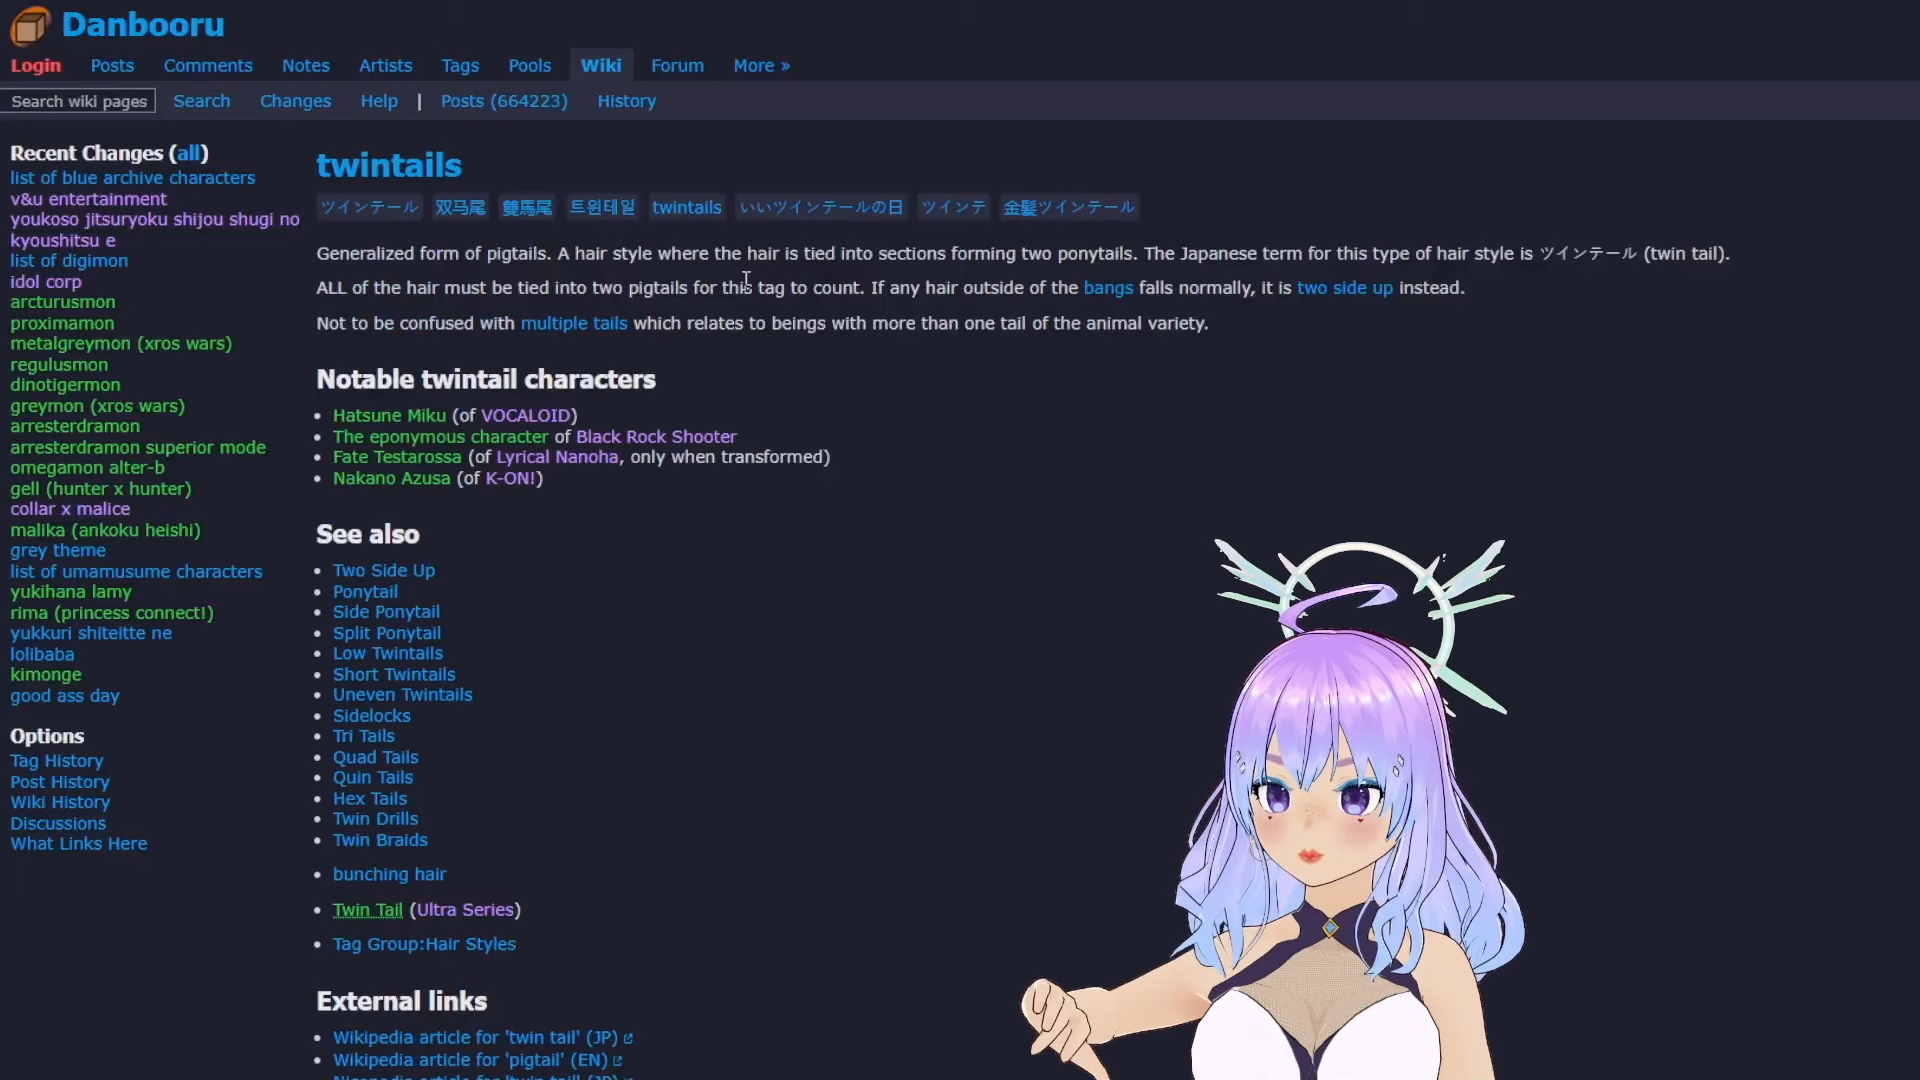 Danbooru
Login Posts Comments Notes Artists Tags Pools Wiki Forum More »
Search wiki pages Search Changes Help | Posts (664223) History
Recent Changes (all)
list of blue archive characters
v&u entertainment
youkoso jitsuryoku shijou shugi no
kyoushitsu e
list of digimon
idol corp
arcturusmon
proximamon
metalgreymon (xros wars)
regulusmon
dinotigermon
greymon (xros wars)
arresterdramon
arresterdramon superior mode
omegamon alter-b
gell (hunter x hunter)
collar x malice
malika (ankoku heishi)
grey theme
list of umamusume characters
yukihana lamy
rima (princess connect!)
yukkuri shiteitte ne
lolibaba
kimonge
good ass day
Options
Tag History
Post History
Wiki History
Discussions
What Links Here
twintails
ツインテール 双马尾 雙馬尾 트윈테일 twintails いいツインテールの日 ツインテ 金髪ツインテール
Generalized form of pigtails. A hair style where the hair is tied into sections forming two ponytails. The Japanese term for this type of hair style is ツインテール (twin tail).
ALL of the hair must be tied into two pigtails for this tag to count. If any hair outside of the bangs falls normally, it is two side up instead.
Not to be confused with multiple tails which relates to beings with more than one tail of the animal variety.
Notable twintail characters
Hatsune Miku (of VOCALOID)
The eponymous character of Black Rock Shooter
Fate Testarossa (of Lyrical Nanoha, only when transformed)
Nakano Azusa (of K-ON!)
See also
Two Side Up
Ponytail
Side Ponytail
Split Ponytail
Low Twintails
Short Twintails
Uneven Twintails
Sidelocks
Tri Tails
Quad Tails
Quin Tails
Hex Tails
Twin Drills
Twin Braids
bunching hair
Twin Tail (Ultra Series)
Tag Group:Hair Styles
External links
Wikipedia article for 'twin tail' (JP)
Wikipedia article for 'pigtail' (EN)